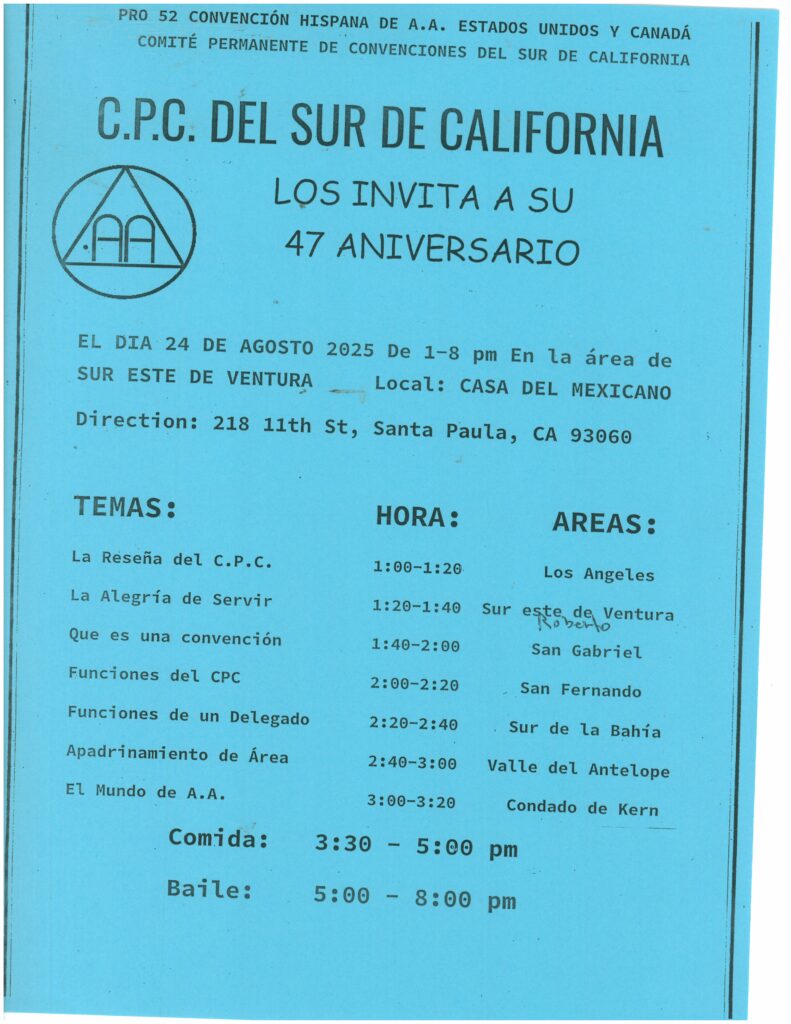 PRO 52 CONVENCIÓN HISPANA DE A.A. ESTADOS UNIDOS Y CANADÁ
COMITÉ PERMANENTE DE CONVENCIONES DEL SUR DE CALIFORNIA
C.P.C. DEL SUR DE CALIFORNIA
AA
LOS INVITA A SU
47 ANIVERSARIO
EL DIA 24 DE AGOSTO 2025 De 1-8 pm En la área de
SUR ESTE DE VENTURA Local: CASA DEL MEXICANO
Direction: 218 11th St, Santa Paula, CA 93060
TEMAS: HORA: AREAS:
La Reseña del C.P.C. 1:00-1:20 Los Angeles
La Alegría de Servir 1:20-1:40 Sur este de Ventura
Roberto
Que es una convención 1:40-2:00 San Gabriel
Funciones del CPC 2:00-2:20 San Fernando
Funciones de un Delegado 2:20-2:40 Sur de la Bahía
Apadrinamiento de Área 2:40-3:00 Valle del Antelope
El Mundo de A.A. 3:00-3:20 Condado de Kern
Comida: 3:30 - 5:00 pm
Baile: 5:00 - 8:00 pm